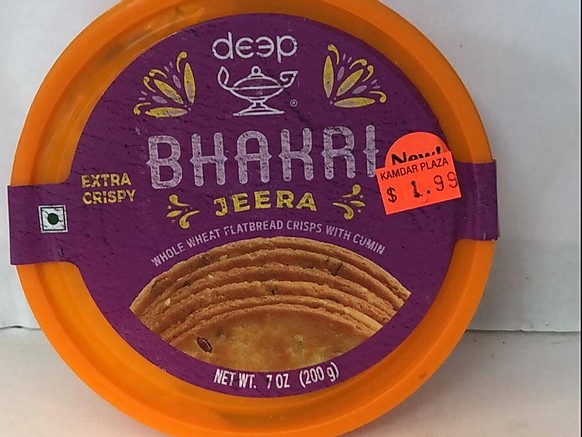 deep
®
BHAKRI
New!
KAMDAR PLAZA
$ 1.99
EXTRA
CRISPY
JEERA
WHOLE WHEAT FLATBREAD CRISPS WITH CUMIN
NET WT. 7 OZ (200 g)